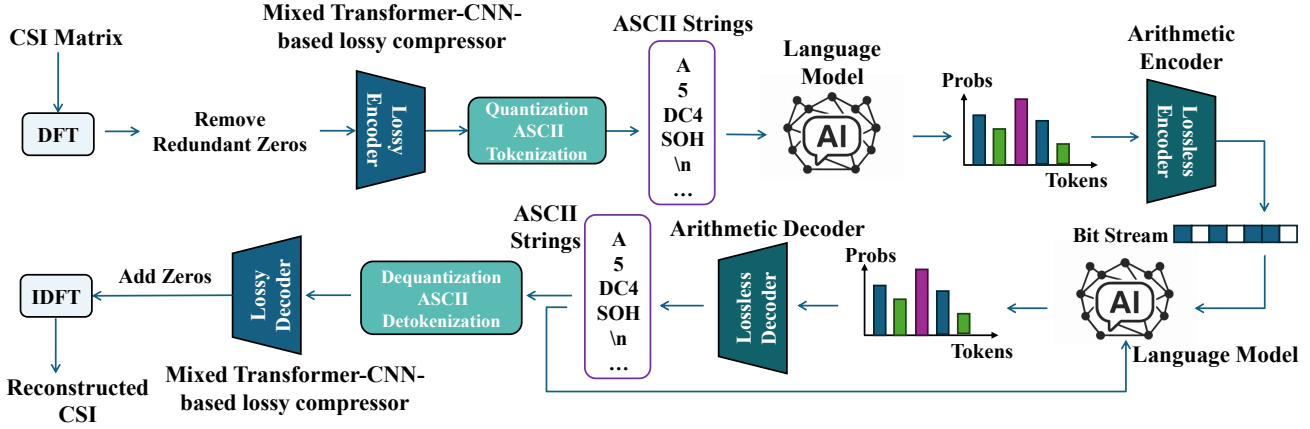 CSI Matrix
DFT
Remove
Redundant Zeros
Mixed Transformer-CNN-
based lossy compressor
Lossy
Encoder
Quantization
ASCII
Tokenization
ASCII Strings
A
5
DC4
SOH
\n
...
Language
Model
AI
Probs
Tokens
Arithmetic
Encoder
Lossless
Encoder
Bit Stream
AI
Language Model
Probs
Tokens
Arithmetic Decoder
Lossless
Decoder
ASCII
Strings
A
5
DC4
SOH
\n
...
Dequantization
ASCII
Detokenization
Lossy
Decoder
Mixed Transformer-CNN-
based lossy compressor
Add Zeros
IDFT
Reconstructed
CSI